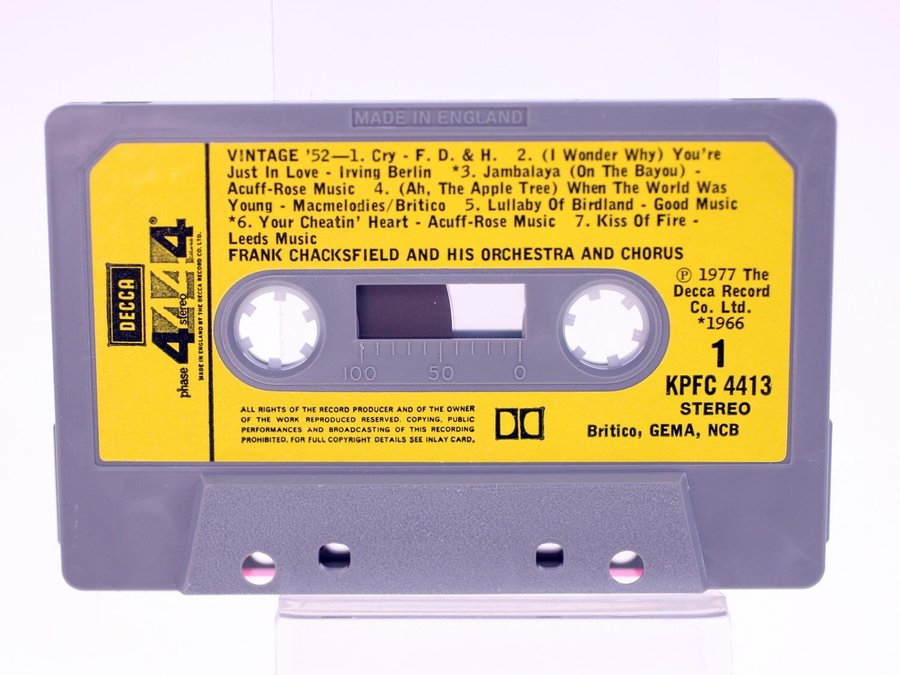 MADE IN ENGLAND
VINTAGE '52—1. Cry - F. D. & H. 2. (I Wonder Why) You're
Just In Love - Irving Berlin *3. Jambalaya (On The Bayou) -
Acuff-Rose Music 4. (Ah, The Apple Tree) When The World Was
Young - Macmelodies/Britico 5. Lullaby Of Birdland - Good Music
*6. Your Cheatin' Heart - Acuff-Rose Music 7. Kiss Of Fire -
Leeds Music
FRANK CHACKSFIELD AND HIS ORCHESTRA AND CHORUS
DECCA
phase 4 stereo
444
®
MADE IN ENGLAND BY THE DECCA RECORD CO. LTD.
℗ 1977 The
Decca Record
Co. Ltd.
*1966
1
KPFC 4413
STEREO
Britico, GEMA, NCB
100 50 0
ALL RIGHTS OF THE RECORD PRODUCER AND OF THE OWNER
OF THE WORK REPRODUCED RESERVED. COPYING, PUBLIC
PERFORMANCES AND BROADCASTING OF THIS RECORDING
PROHIBITED. FOR FULL COPYRIGHT DETAILS SEE INLAY CARD.